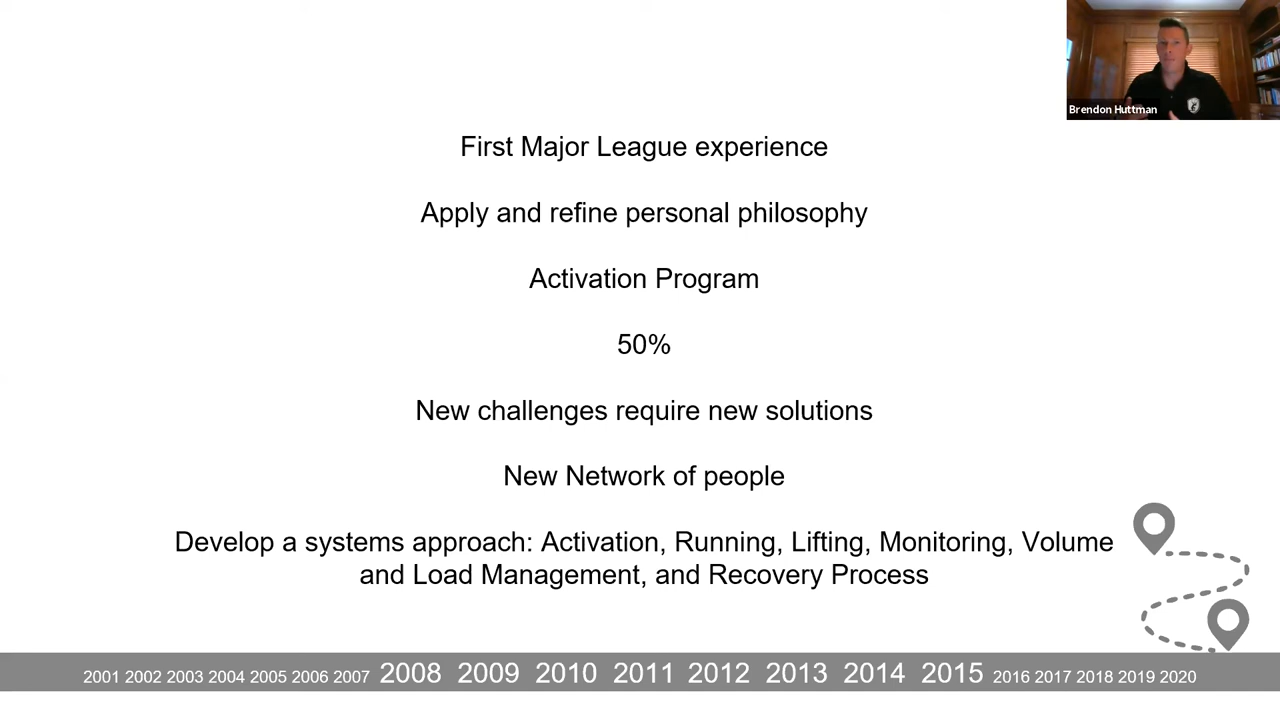 Brendon Huttman
First Major League experience
Apply and refine personal philosophy
Activation Program
50%
New challenges require new solutions
New Network of people
Develop a systems approach: Activation, Running, Lifting, Monitoring, Volume
and Load Management, and Recovery Process
2001 2002 2003 2004 2005 2006 2007 2008 2009 2010 2011 2012 2013 2014 2015 2016 2017 2018 2019 2020